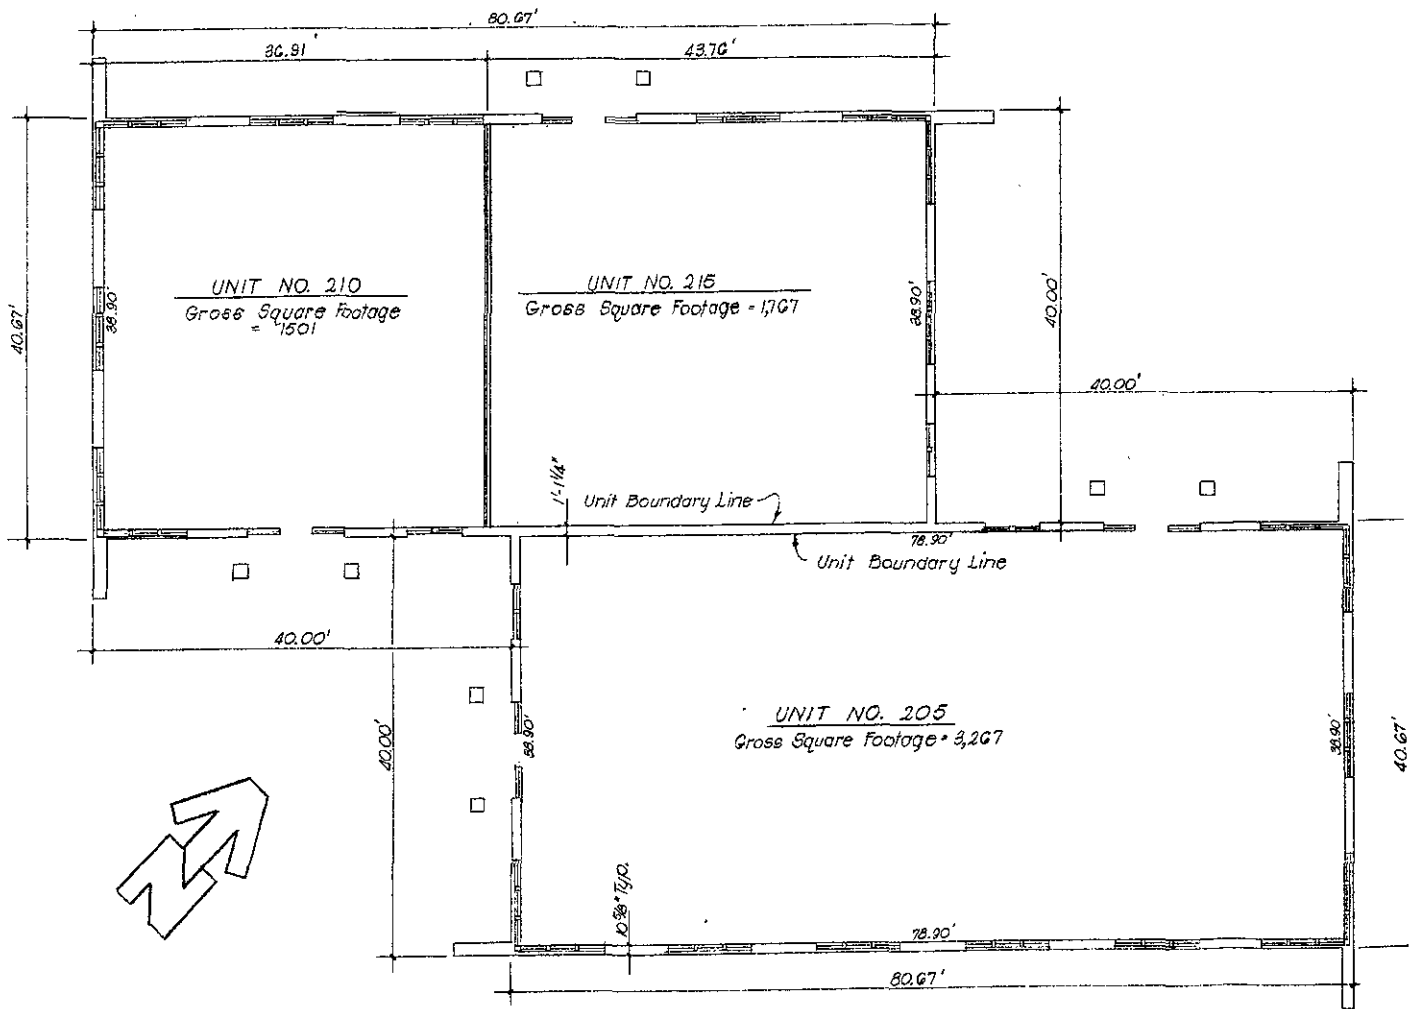 80.67'
36.91'
43.76'
UNIT NO. 210
Gross Square Footage
= 1501
UNIT NO. 215
Gross Square Footage = 1,767
40.67'
38.90'
38.90'
40.00'
40.00'
1'-1 1/4"
Unit Boundary Line
78.90'
Unit Boundary Line
40.00'
40.00'
38.90'
UNIT NO. 205
Gross Square Footage = 3,267
38.90'
40.67'
N
10 5/8" Typ.
78.90'
80.67'